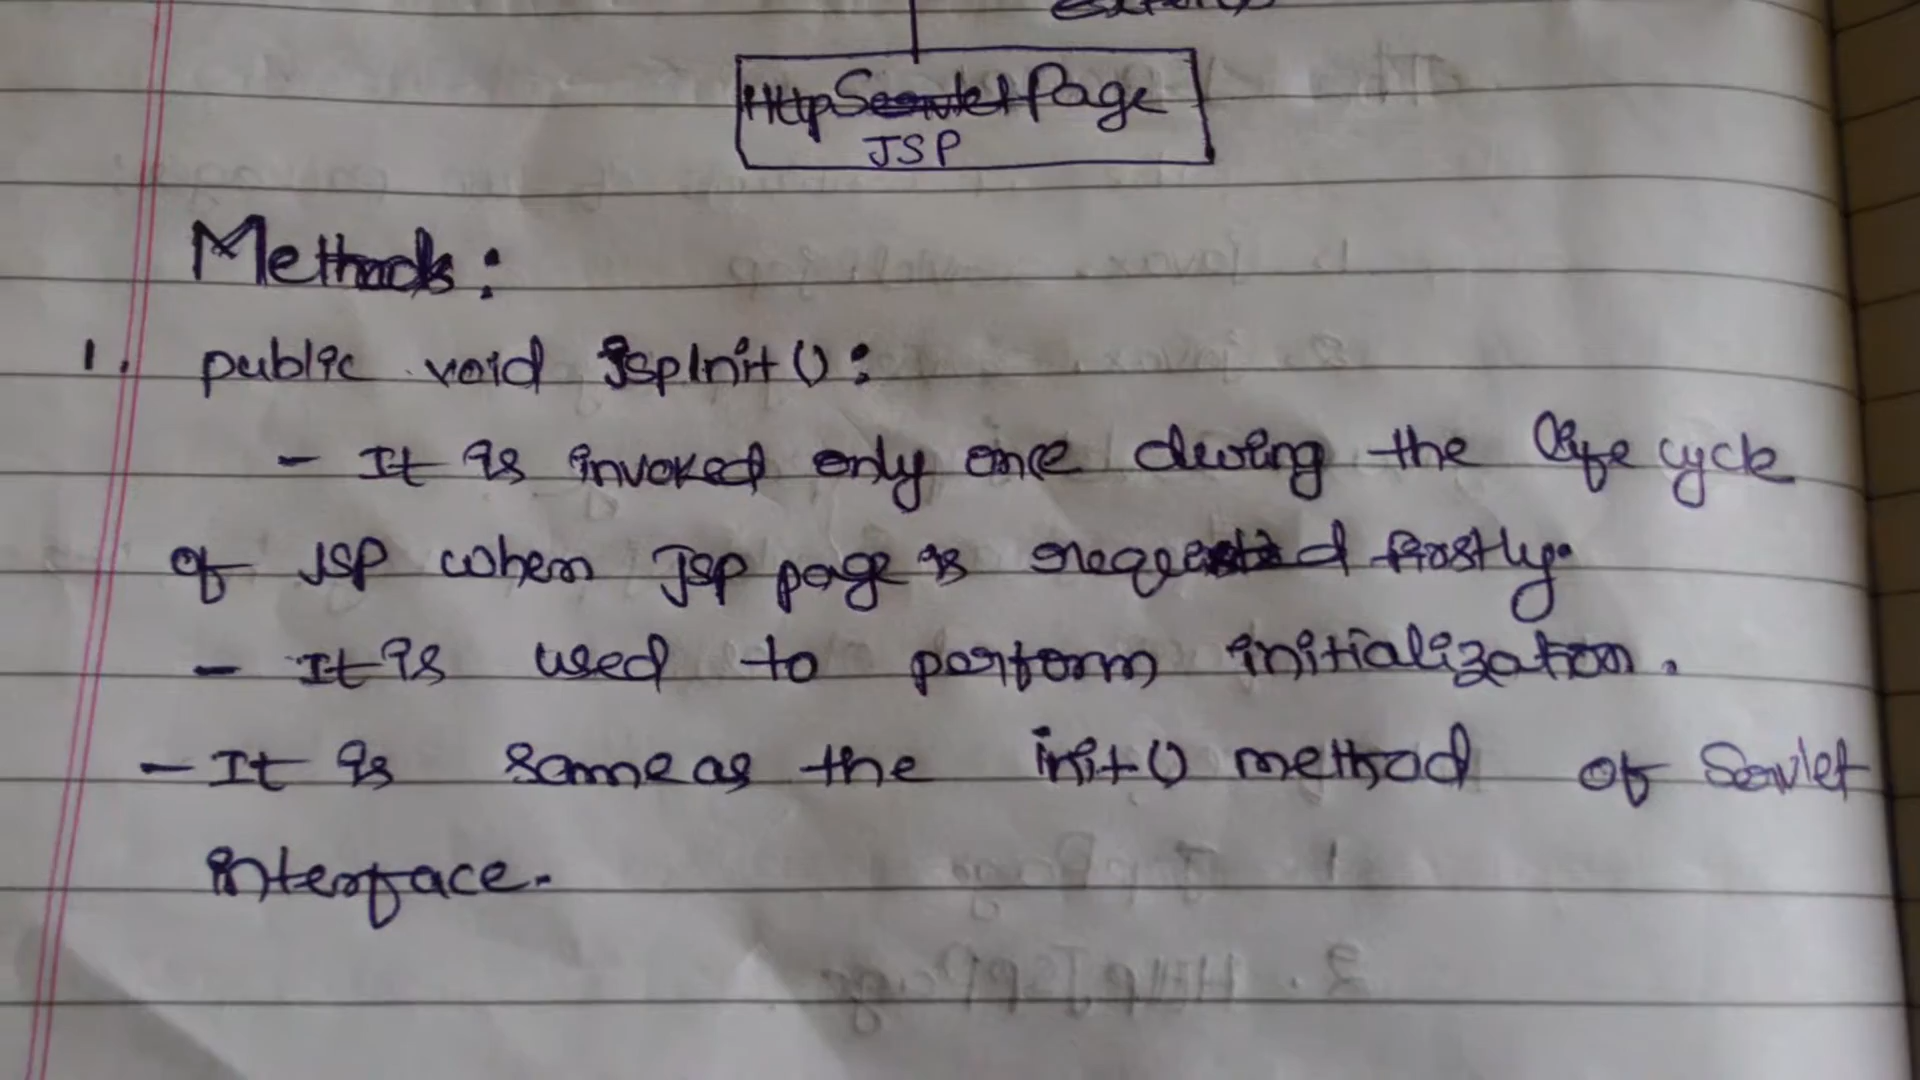 HttpServletPage
JSP
Methods:
1. public void JspInit():
- It is invoked only once during the life cycle
of JSP when JSP page is requested firstly.
- It is used to perform initialization.
- It is same as the init() method of Servlet
interface.